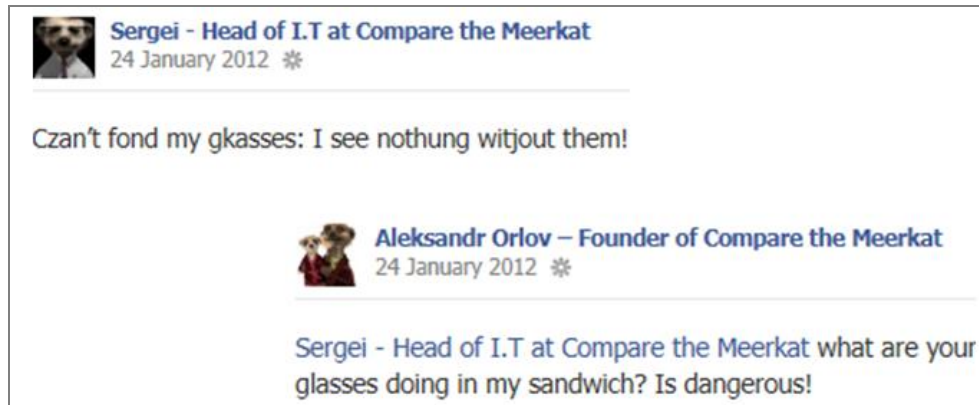 Sergei - Head of I.T at Compare the Meerkat
24 January 2012
Czan't fond my gkasses: I see nothung witjout them!
Aleksandr Orlov – Founder of Compare the Meerkat
24 January 2012
Sergei - Head of I.T at Compare the Meerkat what are your
glasses doing in my sandwich? Is dangerous!